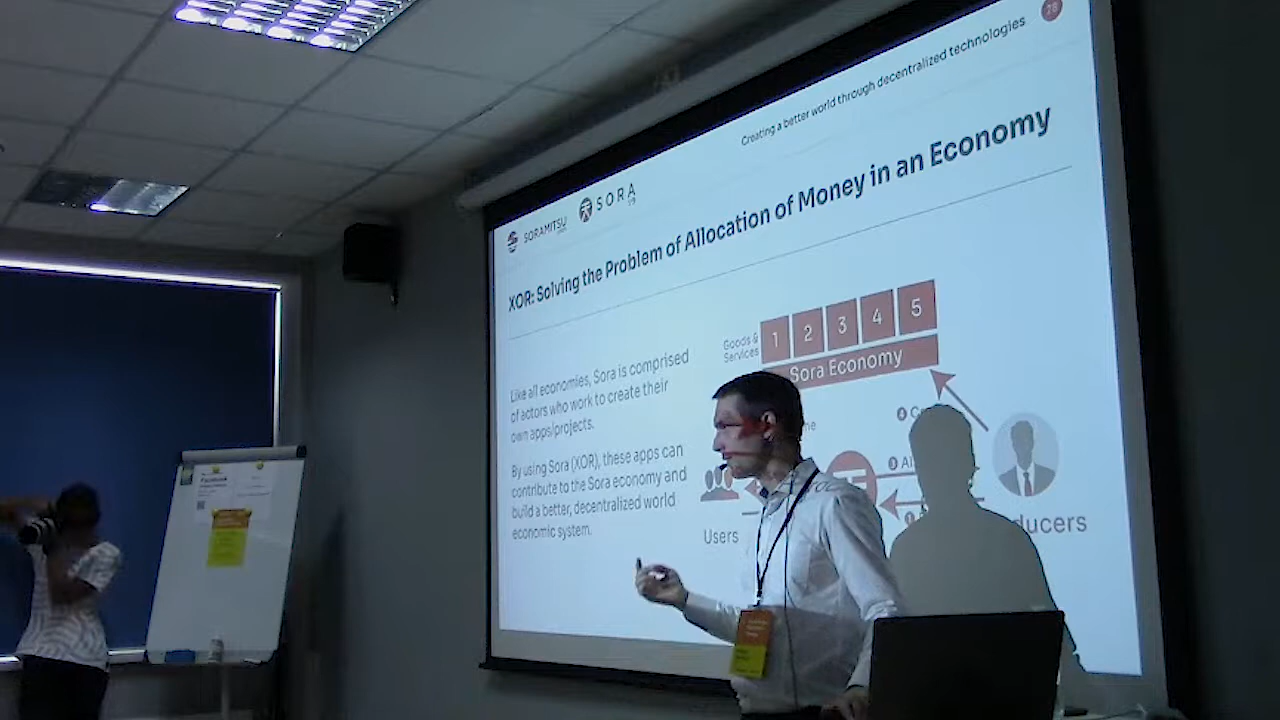 28
Creating a better world through decentralized technologies
SORAMITSU
SORA
XOR: Solving the Problem of Allocation of Money in an Economy
Like all economies, Sora is comprised
of actors who work to create their
own apps/projects.
By using Sora (XOR), these apps can
contribute to the Sora economy and
build a better, decentralized world
economic system.
Goods &
Services
1 2 3 4 5
Sora Economy
Users
ducers
Facebook